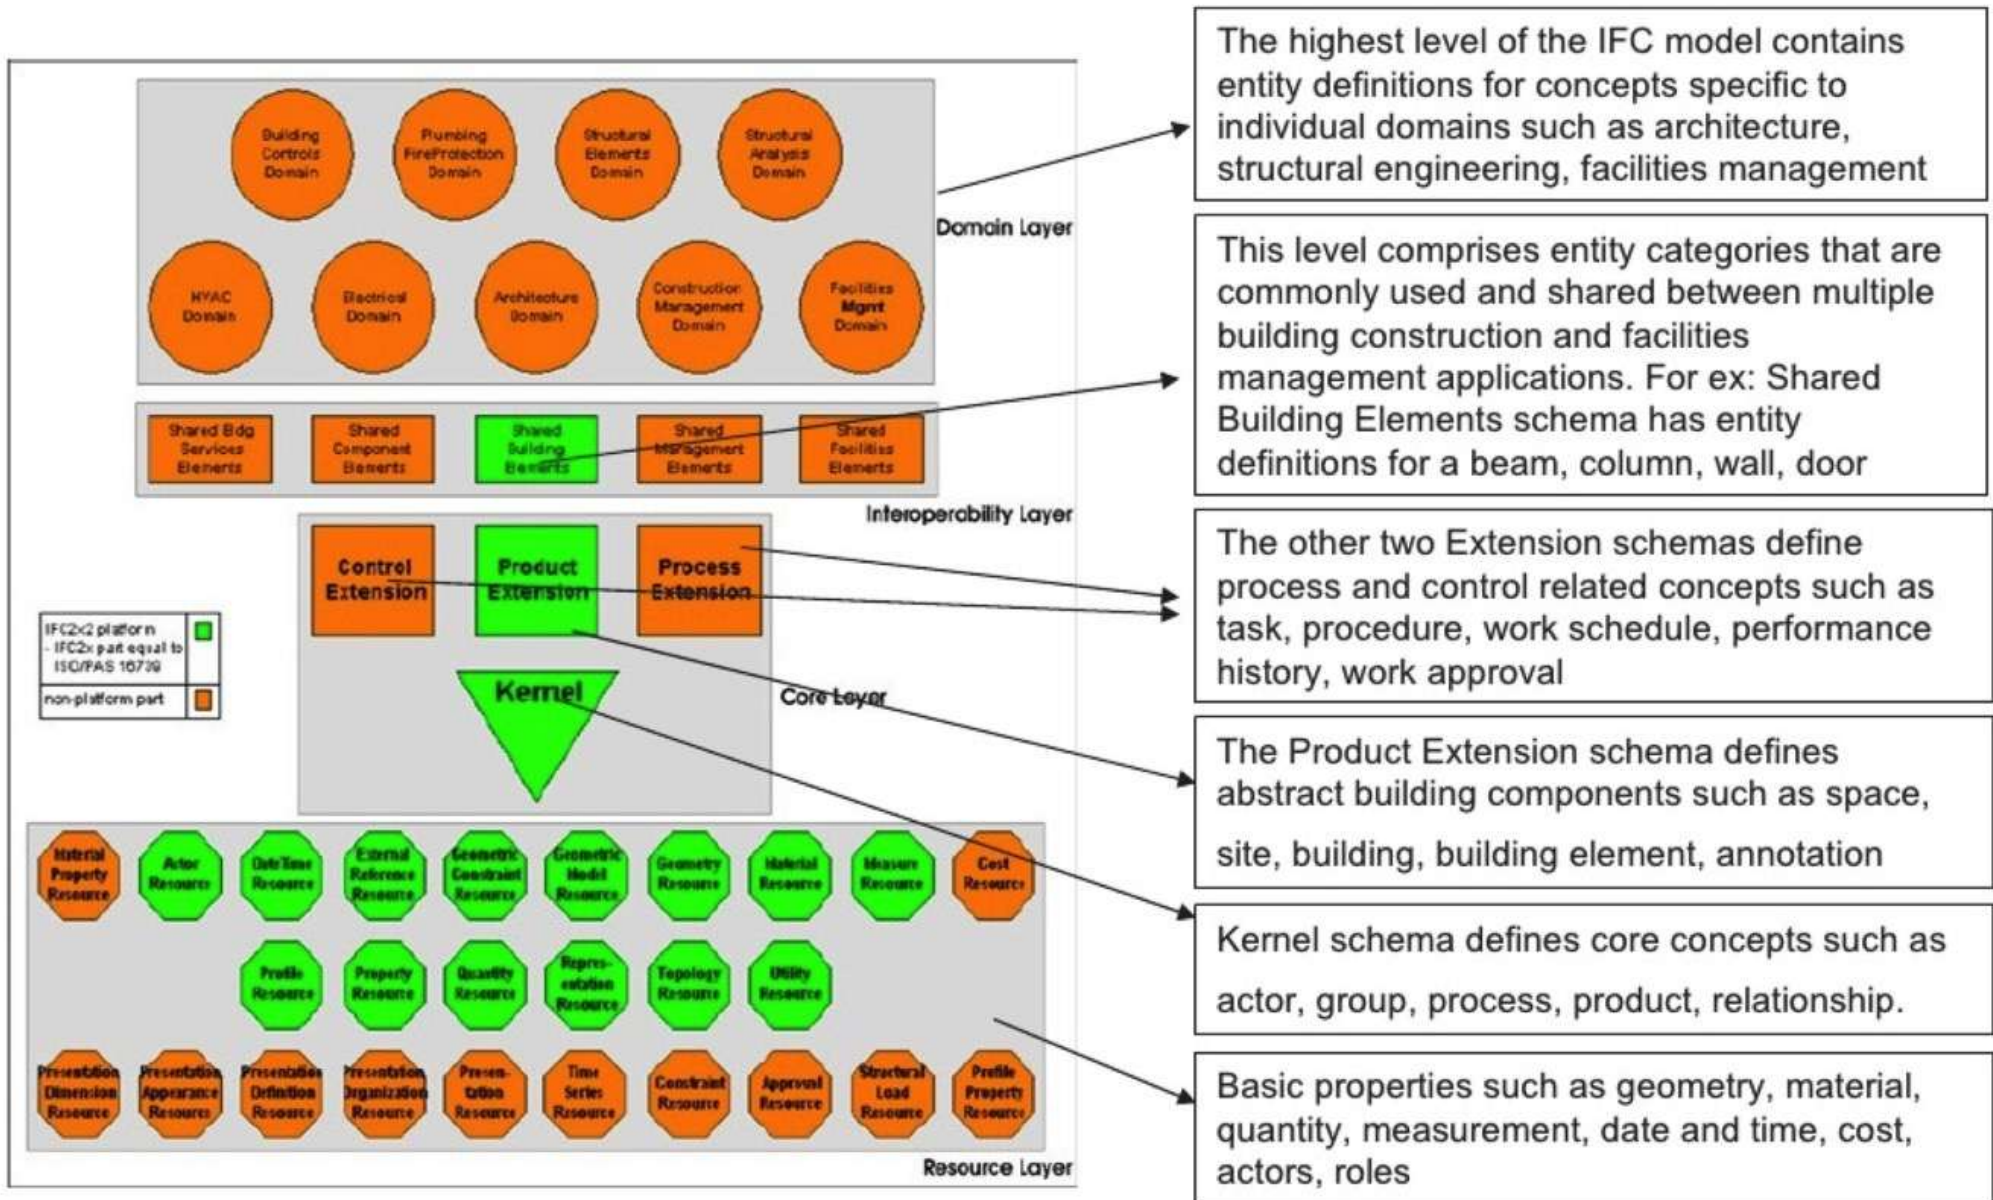 The highest level of the IFC model contains
entity definitions for concepts specific to
individual domains such as architecture,
structural engineering, facilities management
Building
Controls
Domain
Plumbing
FireProtection
Domain
Structural
Elements
Domain
Structural
Analysis
Domain
Domain Layer
HVAC
Domain
Electrical
Domain
Architecture
Domain
Construction
Management
Domain
Facilities
Mgmt
Domain
This level comprises entity categories that are
commonly used and shared between multiple
building construction and facilities
management applications. For ex: Shared
Building Elements schema has entity
definitions for a beam, column, wall, door
Shared Bldg
Services
Elements
Shared
Component
Elements
Shared
Building
Elements
Shared
Management
Elements
Shared
Facilities
Elements
Interoperability Layer
Control
Extension
Product
Extension
Process
Extension
The other two Extension schemas define
process and control related concepts such as
task, procedure, work schedule, performance
history, work approval
IFC2x2 platform
- IFC2x part equal to
ISO/PAS 16739
non-platform part
Kernel
Core Layer
The Product Extension schema defines
abstract building components such as space,
site, building, building element, annotation
Material
Property
Resource
Actor
Resource
DateTime
Resource
External
Reference
Resource
Geometric
Constraint
Resource
Geometric
Model
Resource
Geometry
Resource
Material
Resource
Measure
Resource
Cost
Resource
Kernel schema defines core concepts such as
actor, group, process, product, relationship.
Profile
Resource
Property
Resource
Quantity
Resource
Repres-
entation
Resource
Topology
Resource
Utility
Resource
Presentation
Dimension
Resource
Presentation
Appearance
Resource
Presentation
Definition
Resource
Presentation
Organization
Resource
Presen-
tation
Resource
Time
Series
Resource
Constraint
Resource
Approval
Resource
Structural
Load
Resource
Profile
Property
Resource
Basic properties such as geometry, material,
quantity, measurement, date and time, cost,
actors, roles
Resource Layer